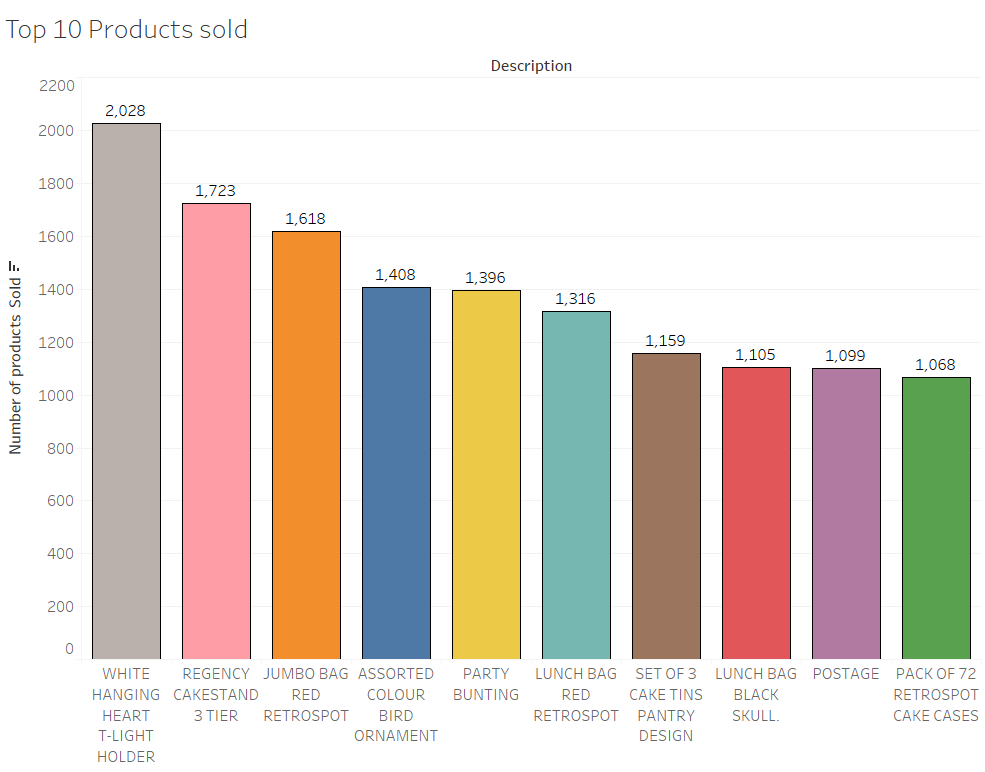 Top 10 Products sold
Description
Number of products Sold
2200
2000
1800
1600
1400
1200
1000
800
600
400
200
0
2,028
1,723
1,618
1,408
1,396
1,316
1,159
1,105
1,099
1,068
WHITE
HANGING
HEART
T-LIGHT
HOLDER
REGENCY
CAKESTAND
3 TIER
JUMBO BAG
RED
RETROSPOT
ASSORTED
COLOUR
BIRD
ORNAMENT
PARTY
BUNTING
LUNCH BAG
RED
RETROSPOT
SET OF 3
CAKE TINS
PANTRY
DESIGN
LUNCH BAG
BLACK
SKULL.
POSTAGE
PACK OF 72
RETROSPOT
CAKE CASES